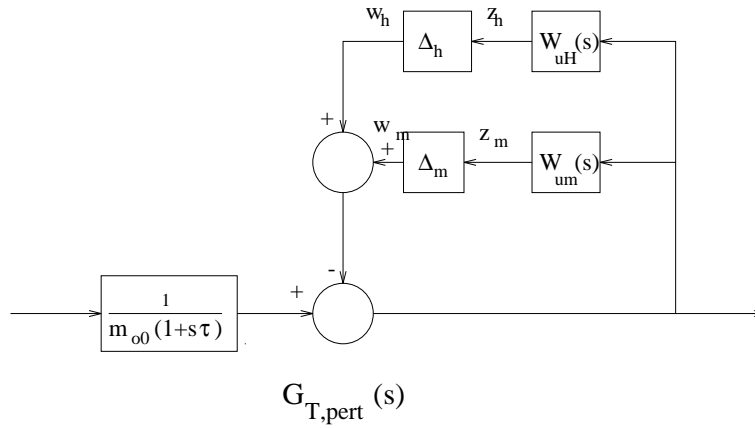 w_h
z_h
Δ_h
W_uH(s)
+
w_m
+
z_m
Δ_m
W_um(s)
-
+
1
m_o0 (1+sτ)
G_T,pert (s)